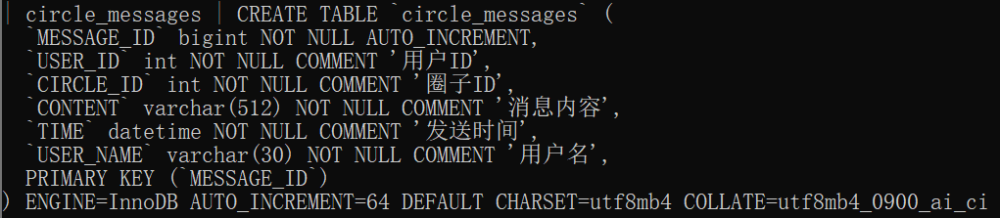 | circle_messages | CREATE TABLE `circle_messages` (
`MESSAGE_ID` bigint NOT NULL AUTO_INCREMENT,
`USER_ID` int NOT NULL COMMENT '用户ID',
`CIRCLE_ID` int NOT NULL COMMENT '圈子ID',
`CONTENT` varchar(512) NOT NULL COMMENT '消息内容',
`TIME` datetime NOT NULL COMMENT '发送时间',
`USER_NAME` varchar(30) NOT NULL COMMENT '用户名',
PRIMARY KEY (`MESSAGE_ID`)
) ENGINE=InnoDB AUTO_INCREMENT=64 DEFAULT CHARSET=utf8mb4 COLLATE=utf8mb4_0900_ai_ci